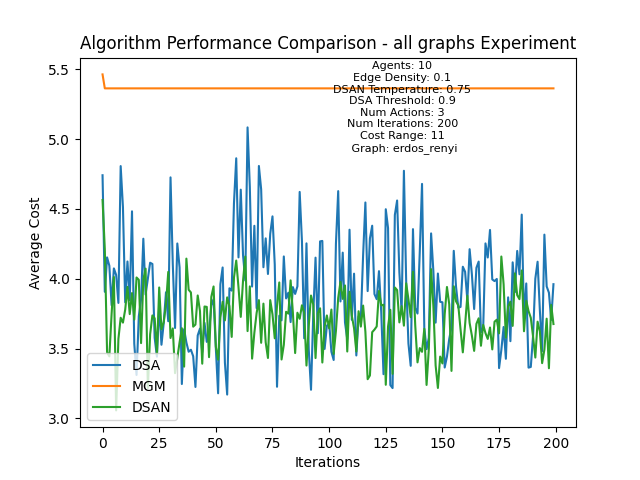 Algorithm Performance Comparison - all graphs Experiment
Agents: 10
Edge Density: 0.1
DSAN Temperature: 0.75
DSA Threshold: 0.9
Num Actions: 3
Num Iterations: 200
Cost Range: 11
Graph: erdos_renyi
5.5
5.0
4.5
4.0
3.5
3.0
Average Cost
DSA
MGM
DSAN
0 25 50 75 100 125 150 175 200
Iterations